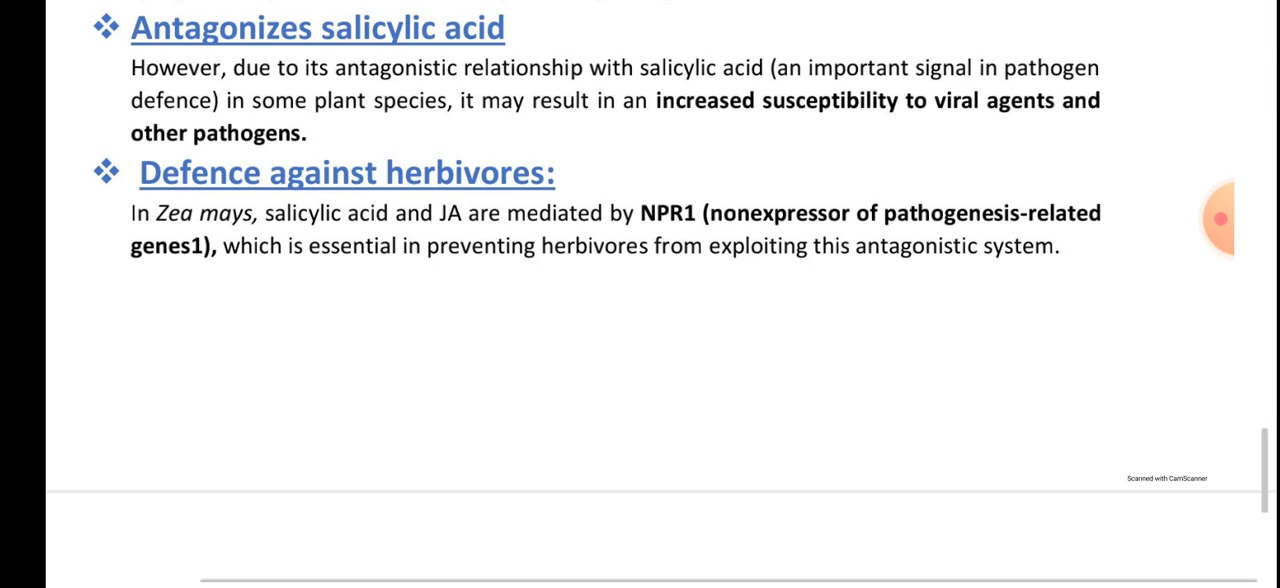 Antagonizes salicylic acid
However, due to its antagonistic relationship with salicylic acid (an important signal in pathogen
defence) in some plant species, it may result in an increased susceptibility to viral agents and
other pathogens.
Defence against herbivores:
In Zea mays, salicylic acid and JA are mediated by NPR1 (nonexpressor of pathogenesis-related
genes1), which is essential in preventing herbivores from exploiting this antagonistic system.
Scanned with CamScanner